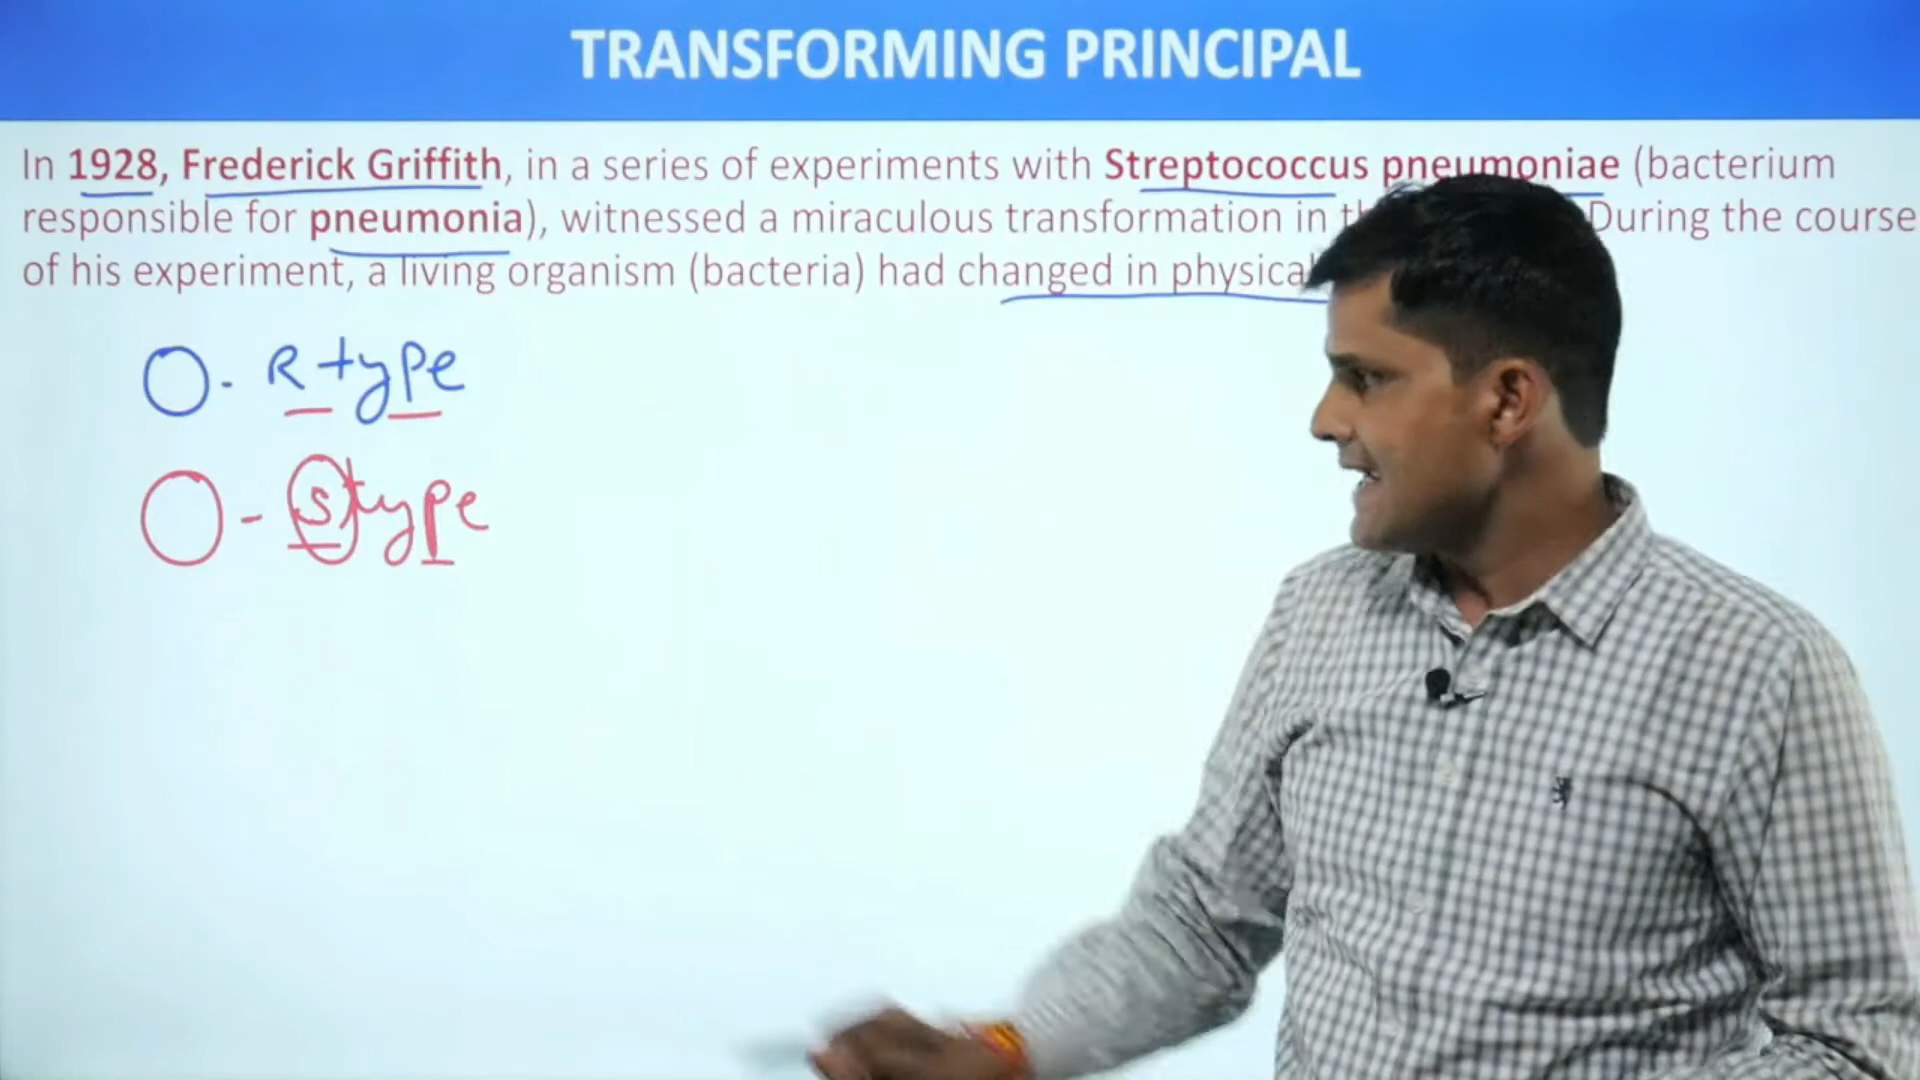 TRANSFORMING PRINCIPAL
In 1928, Frederick Griffith, in a series of experiments with Streptococcus pneumoniae (bacterium
responsible for pneumonia), witnessed a miraculous transformation in During the course
of his experiment, a living organism (bacteria) had changed in physical
- R type
- S type